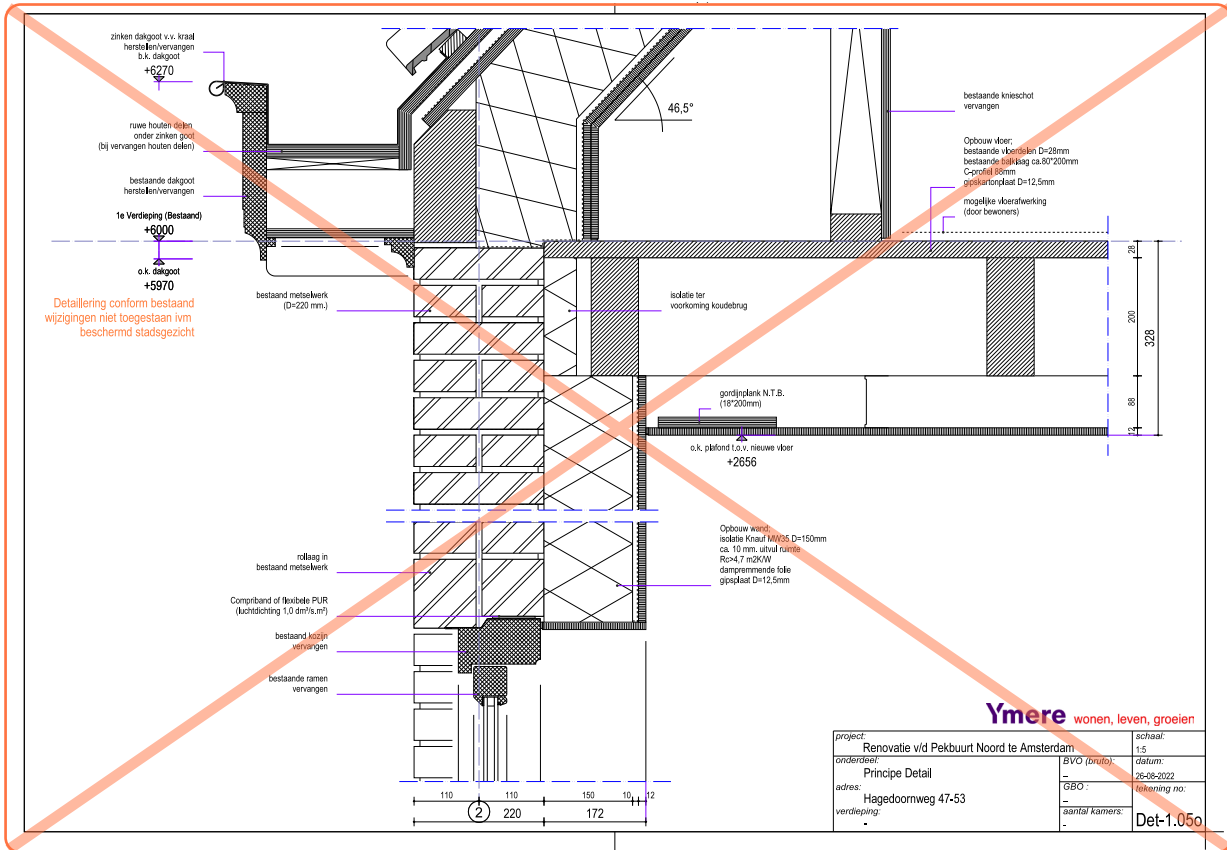 zinken dakgoot v.v. kraal
herstellen/vervangen
b.k. dakgoot
+6270
ruwe houten delen
onder zinken goot
(bij vervangen houten delen)
bestaande dakgoot
herstellen/vervangen
1e Verdieping (Bestaand)
+6000
o.k. dakgoot
+5970
Detaillering conform bestaand
wijzigingen niet toegestaan ivm
beschermd stadsgezicht
bestaand metselwerk
(D=220 mm.)
46,5°
bestaande knieschot
vervangen
Opbouw vloer;
bestaande vloerdelen D=28mm
bestaande balklaag ca.80*200mm
C-profiel 88mm
gipskartonplaat D=12,5mm
mogelijke vloerafwerking
(door bewoners)
isolatie ter
voorkoming koudebrug
28
200
88
12
328
gordijnplank N.T.B.
(18*200mm)
o.k. plafond t.o.v. nieuwe vloer
+2656
Opbouw wand;
isolatie Knauf MW35 D=150mm
ca. 10 mm. uitvul ruimte
Rc>4,7 m2K/W
dampremmende folie
gipsplaat D=12,5mm
rollaag in
bestaand metselwerk
Compriband of flexibele PUR
(luchtdichting 1,0 dm³/s.m²)
bestaand kozijn
vervangen
bestaande ramen
vervangen
110
110
150
10
12
2
220
172
Ymere wonen, leven, groeien
project:
Renovatie v/d Pekbuurt Noord te Amsterdam
schaal:
1:5
onderdeel:
Principe Detail
BVO (bruto):
–
datum:
26-08-2022
adres:
Hagedoornweg 47-53
GBO :
–
tekening no:
verdieping:
-
aantal kamers:
-
Det-1.05o